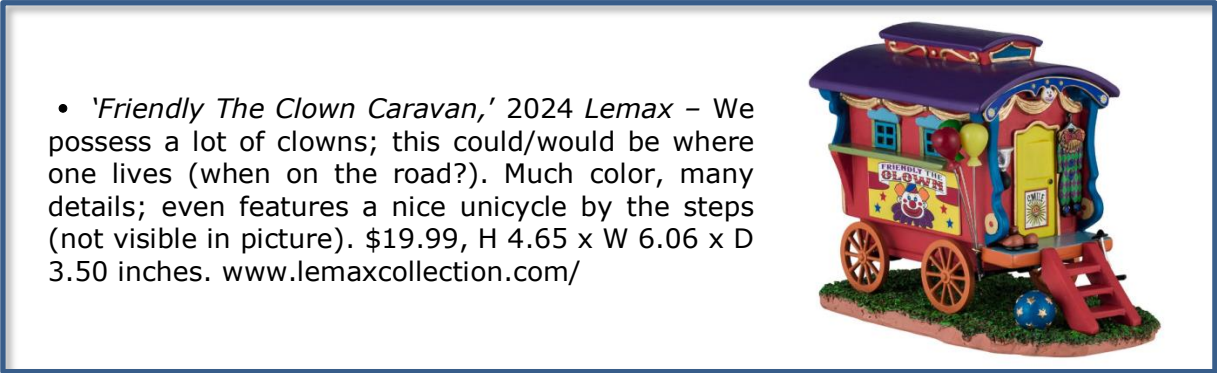 • ‘Friendly The Clown Caravan,’ 2024 Lemax – We
possess a lot of clowns; this could/would be where
one lives (when on the road?). Much color, many
details; even features a nice unicycle by the steps
(not visible in picture). $19.99, H 4.65 x W 6.06 x D
3.50 inches. www.lemaxcollection.com/
FRIENDLY THE
CLOWN
SMILE